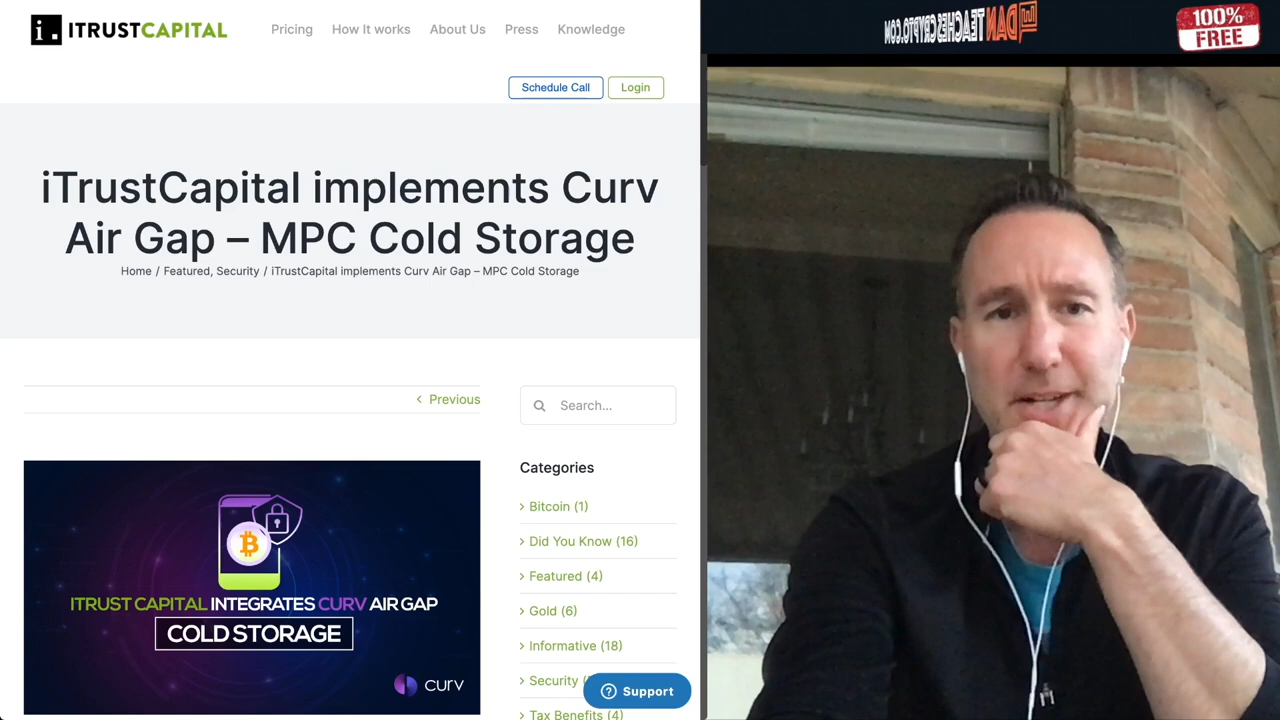 i. ITRUSTCAPITAL
Pricing How it works About Us Press Knowledge
Schedule Call Login
iTrustCapital implements Curv
Air Gap – MPC Cold Storage
Home / Featured, Security / iTrustCapital implements Curv Air Gap – MPC Cold Storage
‹ Previous
Search...
ITRUST CAPITAL INTEGRATES CURV AIR GAP
COLD STORAGE
curv
Categories
Bitcoin (1)
Did You Know (16)
Featured (4)
Gold (6)
Informative (18)
Security
Tax Benefits (4)
Support
DANTEACHESCRYPTO.COM
100%
FREE